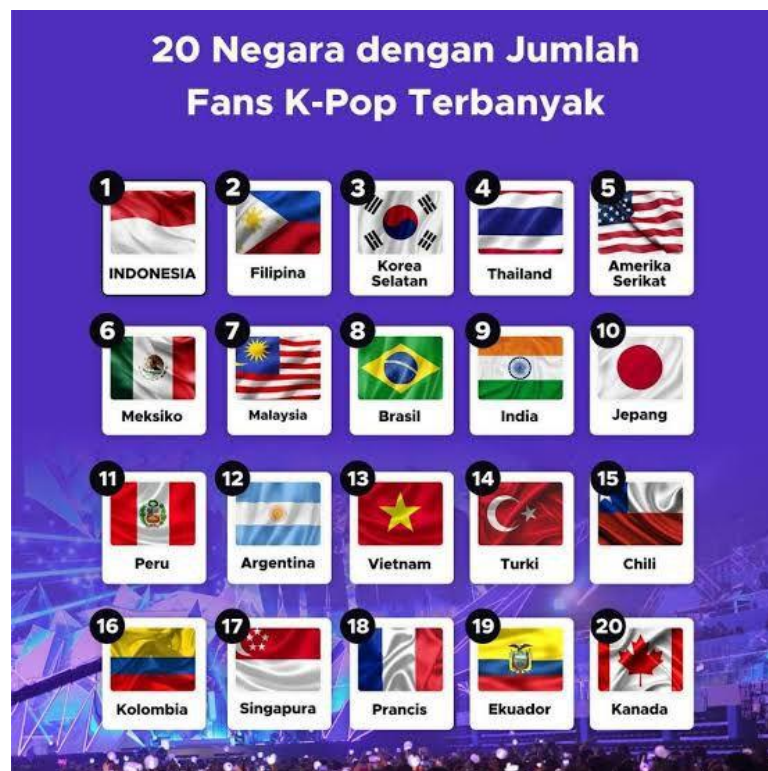 20 Negara dengan Jumlah
Fans K-Pop Terbanyak
1
INDONESIA
2
Filipina
3
Korea
Selatan
4
Thailand
5
Amerika
Serikat
6
Meksiko
7
Malaysia
8
Brasil
9
India
10
Jepang
11
Peru
12
Argentina
13
Vietnam
14
Turki
15
Chili
16
Kolombia
17
Singapura
18
Prancis
19
Ekuador
20
Kanada